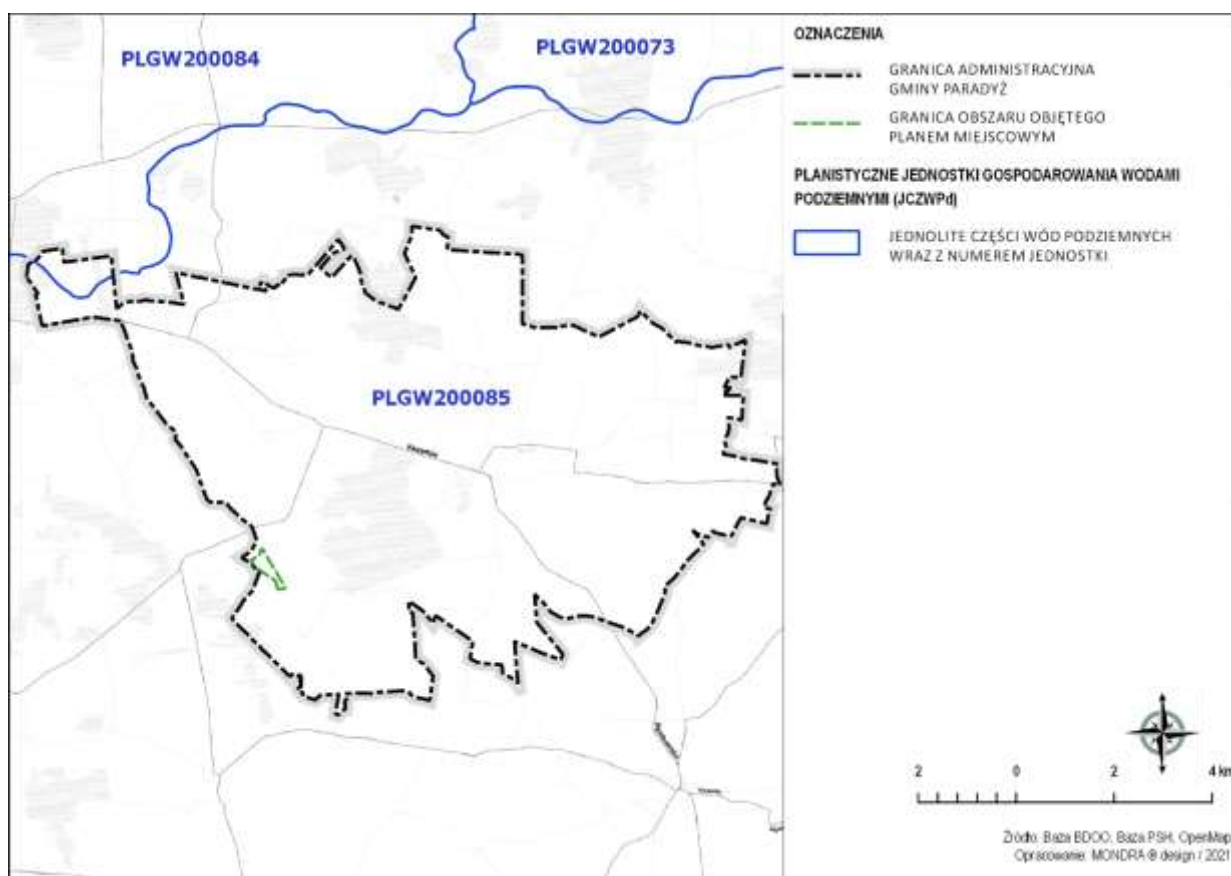 PLGW200084
PLGW200073
PLGW200085
OZNACZENIA
GRANICA ADMINISTRACYJNA
GMINY PARADYŻ
GRANICA OBSZARU OBJĘTEGO
PLANEM MIEJSCOWYM
PLANISTYCZNE JEDNOSTKI GOSPODAROWANIA WODAMI
PODZIEMNYMI (JCZWPd)
JEDNOLITE CZĘŚCI WÓD PODZIEMNYCH
WRAZ Z NUMEREM JEDNOSTKI
2 0 2 4 km
Źródło: Baza BDOO, Baza PSH, OpenMap
Opracowanie: MONDRA ® design / 2021